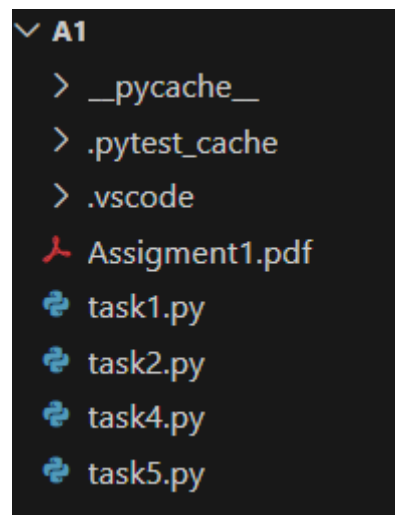 A1
__pycache__
.pytest_cache
.vscode
Assigment1.pdf
task1.py
task2.py
task4.py
task5.py